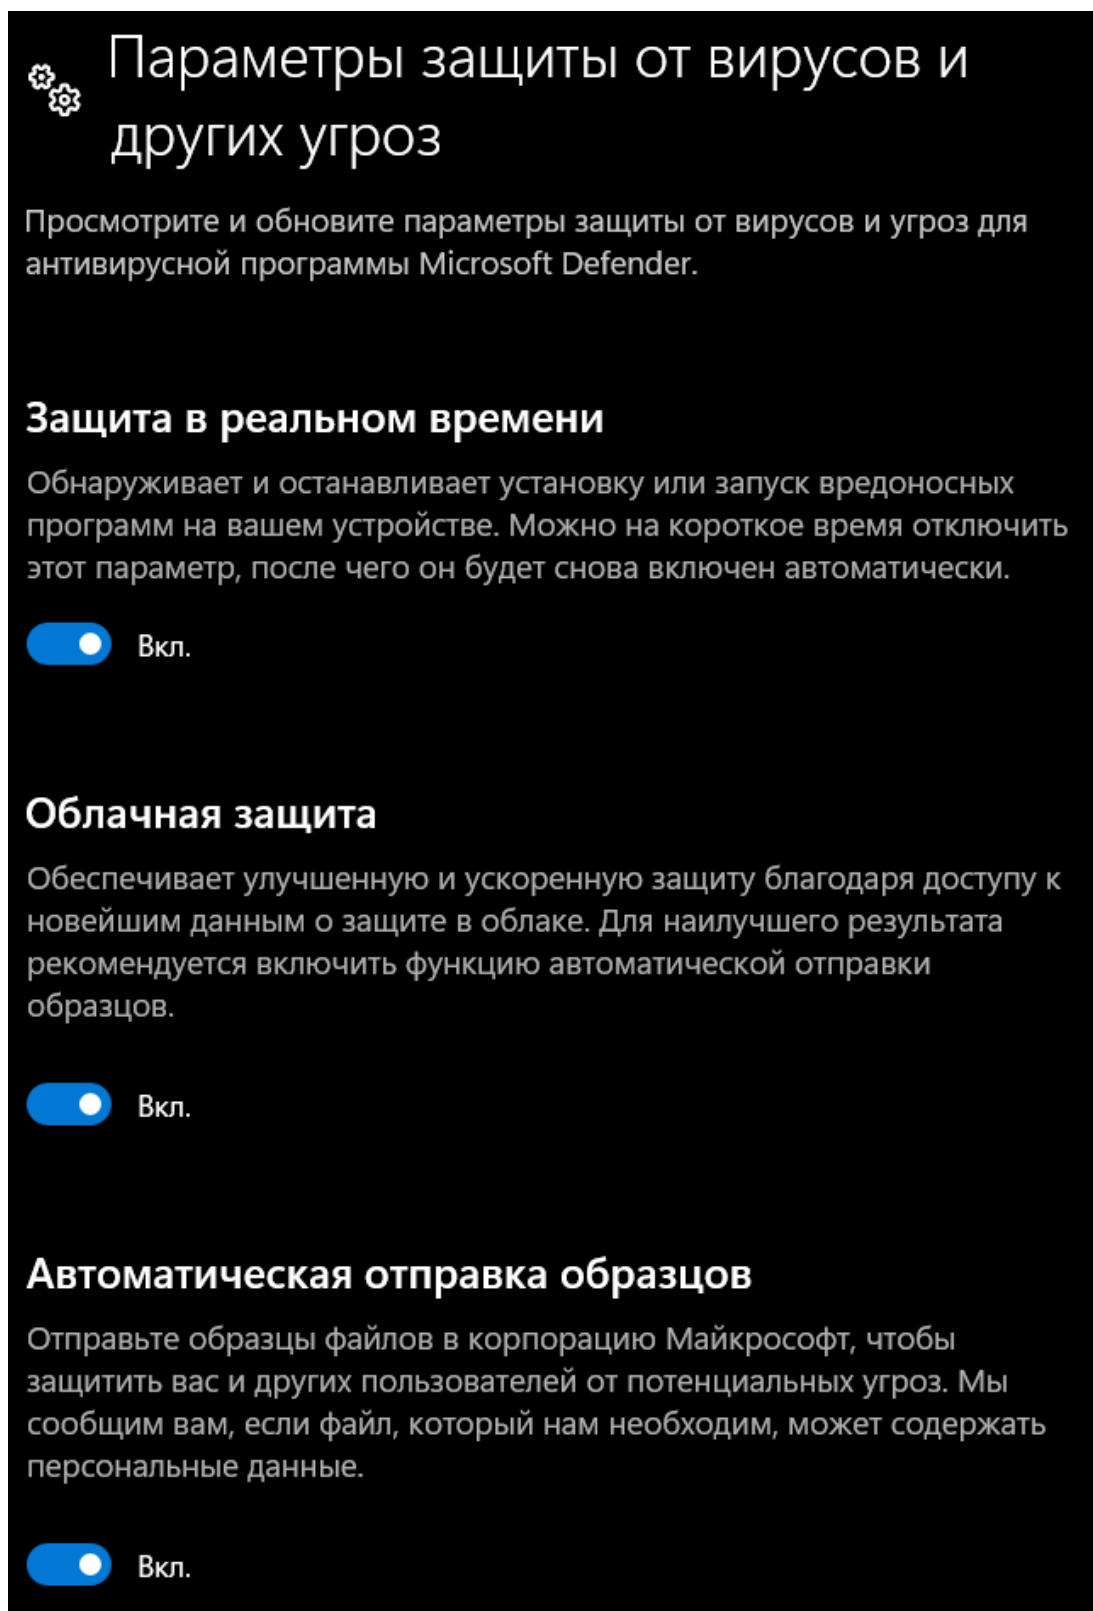 Параметры защиты от вирусов и
других угроз
Просмотрите и обновите параметры защиты от вирусов и угроз для
антивирусной программы Microsoft Defender.
Защита в реальном времени
Обнаруживает и останавливает установку или запуск вредоносных
программ на вашем устройстве. Можно на короткое время отключить
этот параметр, после чего он будет снова включен автоматически.
Вкл.
Облачная защита
Обеспечивает улучшенную и ускоренную защиту благодаря доступу к
новейшим данным о защите в облаке. Для наилучшего результата
рекомендуется включить функцию автоматической отправки
образцов.
Вкл.
Автоматическая отправка образцов
Отправьте образцы файлов в корпорацию Майкрософт, чтобы
защитить вас и других пользователей от потенциальных угроз. Мы
сообщим вам, если файл, который нам необходим, может содержать
персональные данные.
Вкл.